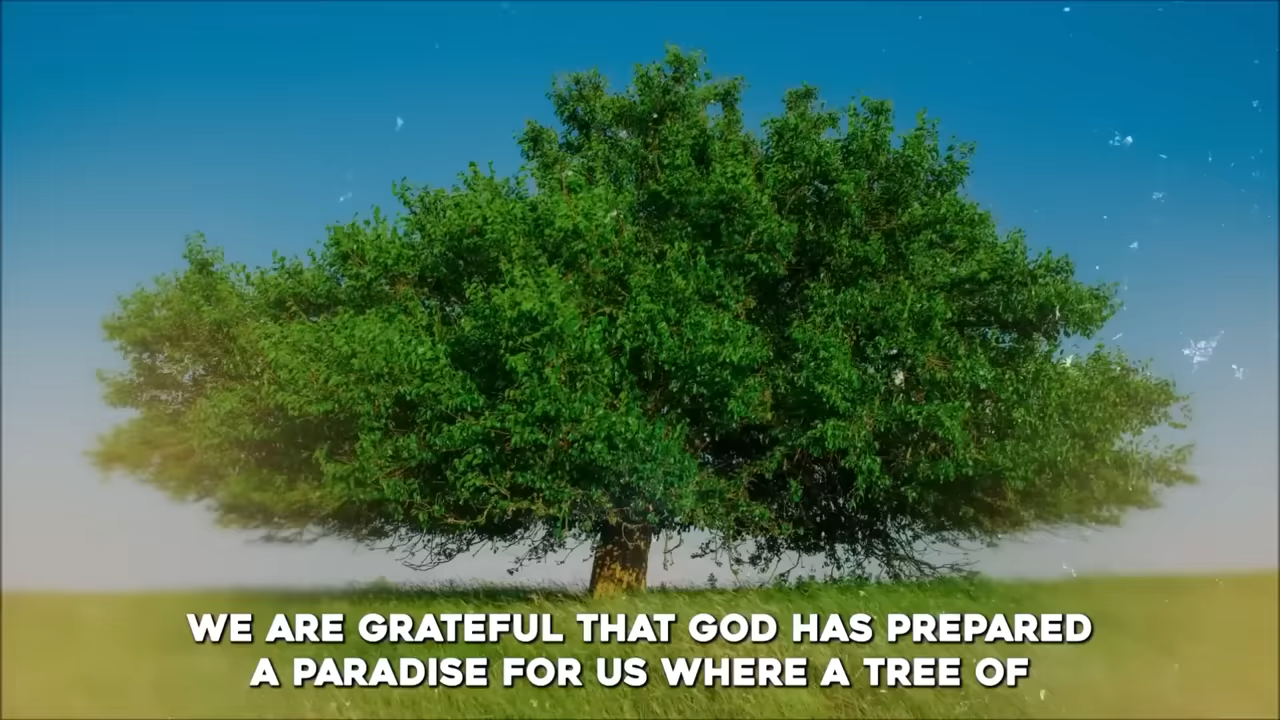 WE ARE GRATEFUL THAT GOD HAS PREPARED
A PARADISE FOR US WHERE A TREE OF